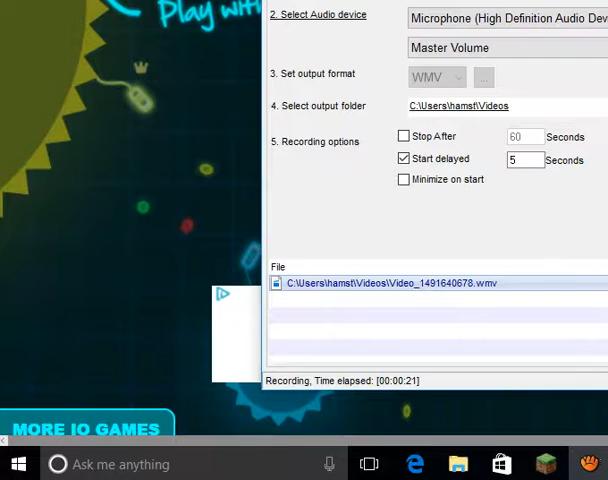 Play with
2. Select Audio device
Microphone (High Definition Audio Devi
Master Volume
3. Set output format
WMV
...
4. Select output folder
C:\Users\hamst\Videos
5. Recording options
Stop After
60
Seconds
Start delayed
5
Seconds
Minimize on start
File
C:\Users\hamst\Videos\Video_1491640678.wmv
Recording, Time elapsed: [00:00:21]
MORE IO GAMES
Ask me anything